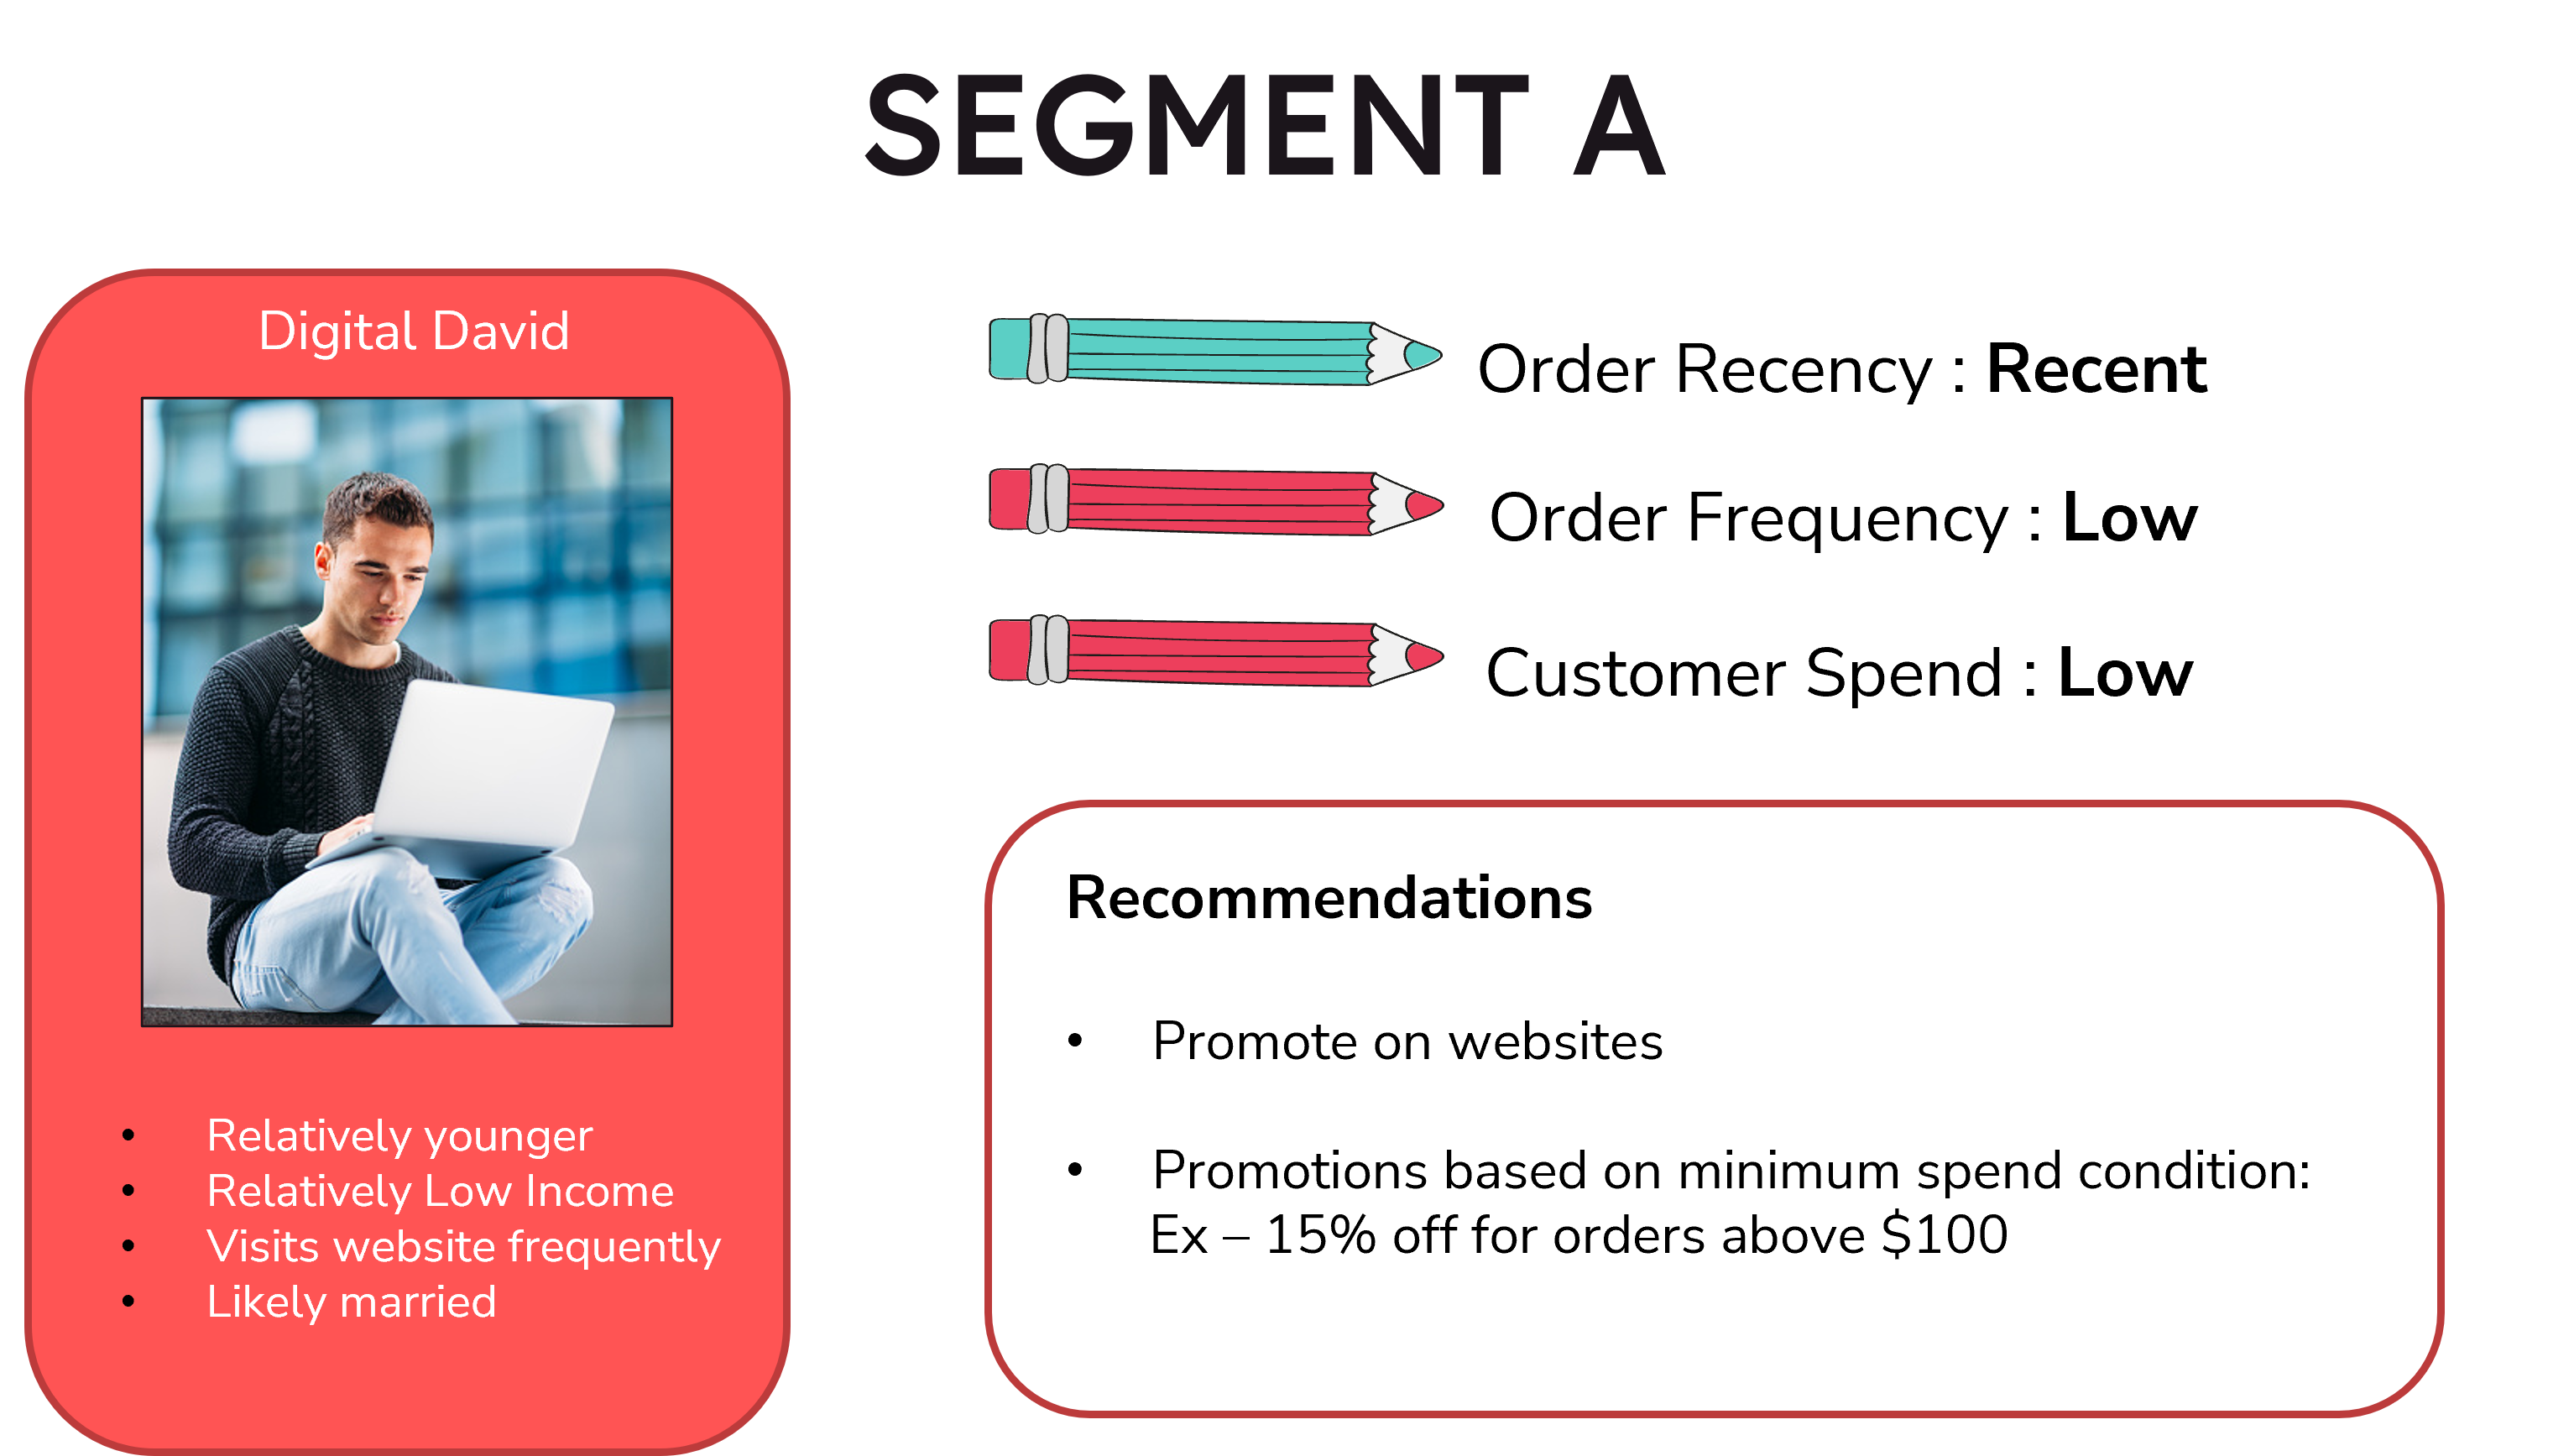 SEGMENT A
Digital David
• Relatively younger
• Relatively Low Income
• Visits website frequently
• Likely married
Order Recency : Recent
Order Frequency : Low
Customer Spend : Low
Recommendations
• Promote on websites
• Promotions based on minimum spend condition:
Ex – 15% off for orders above $100